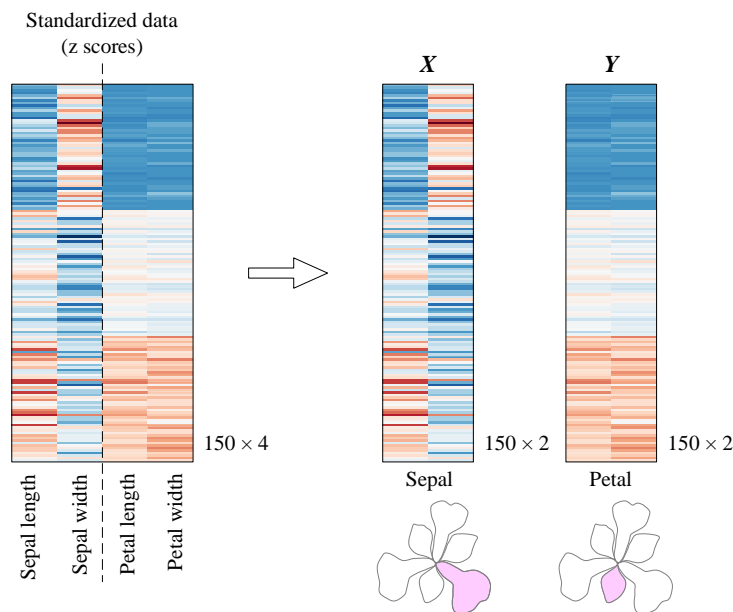 Standardized data
(z scores)
X
Y
150 × 4
150 × 2
150 × 2
Sepal length
Sepal width
Petal length
Petal width
Sepal
Petal